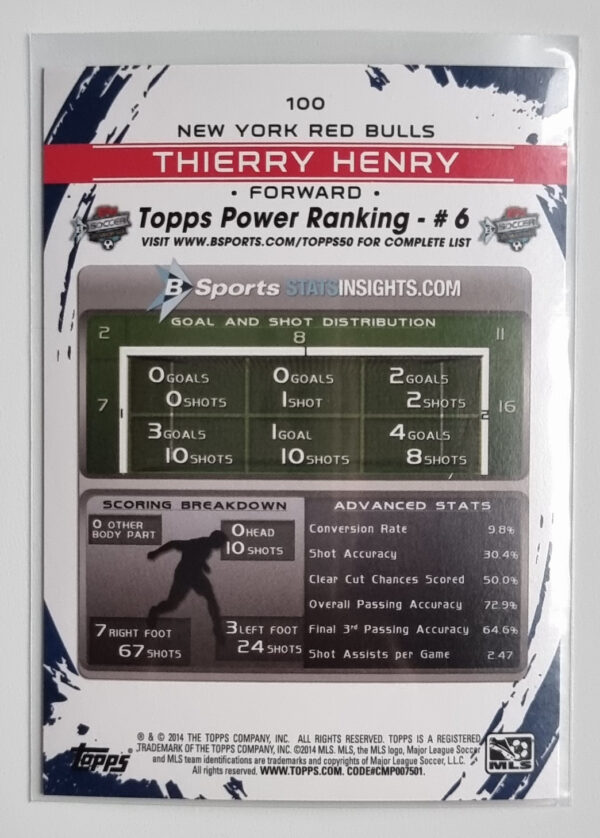 100
NEW YORK RED BULLS
THIERRY HENRY
• FORWARD •
Topps Power Ranking - # 6
VISIT WWW.BSPORTS.COM/TOPPS50 FOR COMPLETE LIST
SOCCER
SOCCER
B Sports STATSINSIGHTS.COM
GOAL AND SHOT DISTRIBUTION
2 8 11
0 GOALS 0 GOALS 2 GOALS
7 1 0 SHOTS 1 SHOT 2 SHOTS 2 16
3 GOALS 1 GOAL 4 GOALS
10 SHOTS 10 SHOTS 8 SHOTS
SCORING BREAKDOWN
0 OTHER
BODY PART
0 HEAD
10 SHOTS
7 RIGHT FOOT
67 SHOTS
3 LEFT FOOT
24 SHOTS
ADVANCED STATS
Conversion Rate 9.8%
Shot Accuracy 30.4%
Clear Cut Chances Scored 50.0%
Overall Passing Accuracy 72.9%
Final 3rd Passing Accuracy 64.6%
Shot Assists per Game 2.47
Topps
® & © 2014 THE TOPPS COMPANY, INC. ALL RIGHTS RESERVED. TOPPS IS A REGISTERED
TRADEMARK OF THE TOPPS COMPANY, INC. ©2014 MLS. MLS, the MLS logo, Major League Soccer
and MLS team identifications are trademarks and copyrights of Major League Soccer, L.L.C.
All rights reserved. WWW.TOPPS.COM. CODE#CMP007501.
MLS